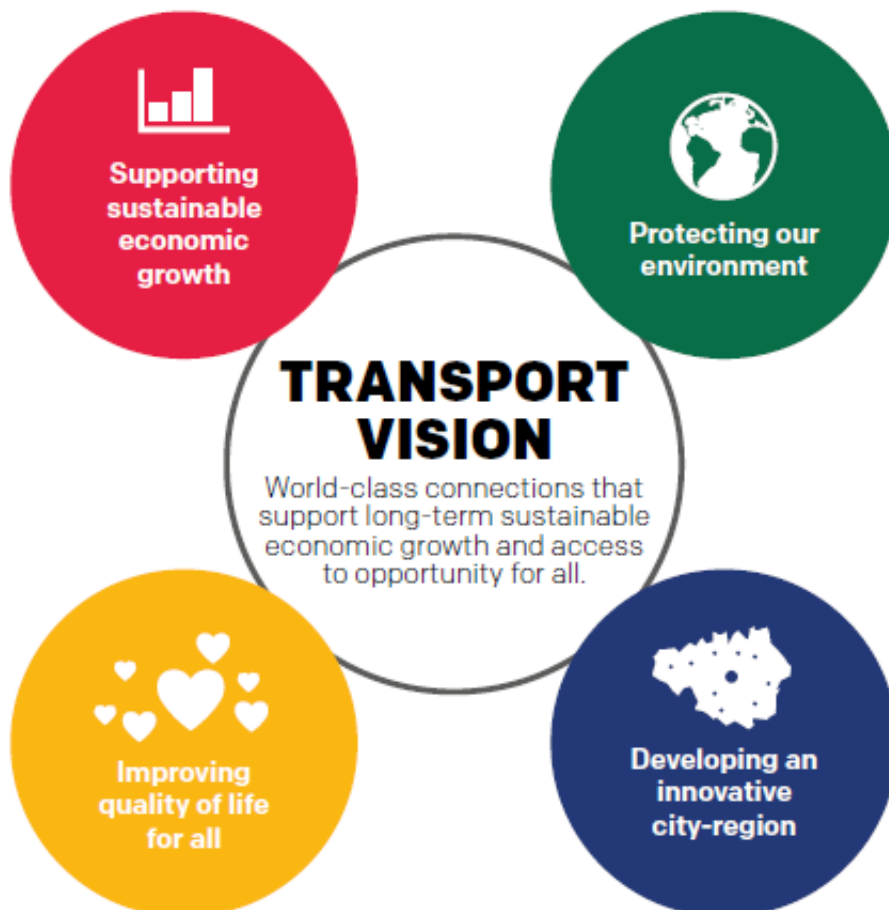 Supporting
sustainable
economic
growth
Protecting our
environment
TRANSPORT
VISION
World-class connections that
support long-term sustainable
economic growth and access
to opportunity for all.
Improving
quality of life
for all
Developing an
innovative
city-region